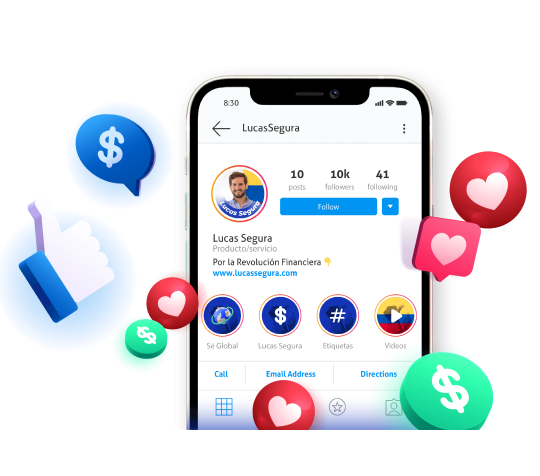 8:30
LucasSegura
10 10k 41
posts followers following
Follow
Lucas Segura
Lucas Segura
Producto/servicio
Por la Revolución Financiera 👇
www.lucassegura.com
$
$
#
Sé Global Lucas Segura Etiquetas Videos
Call Email Address Directions
$
$